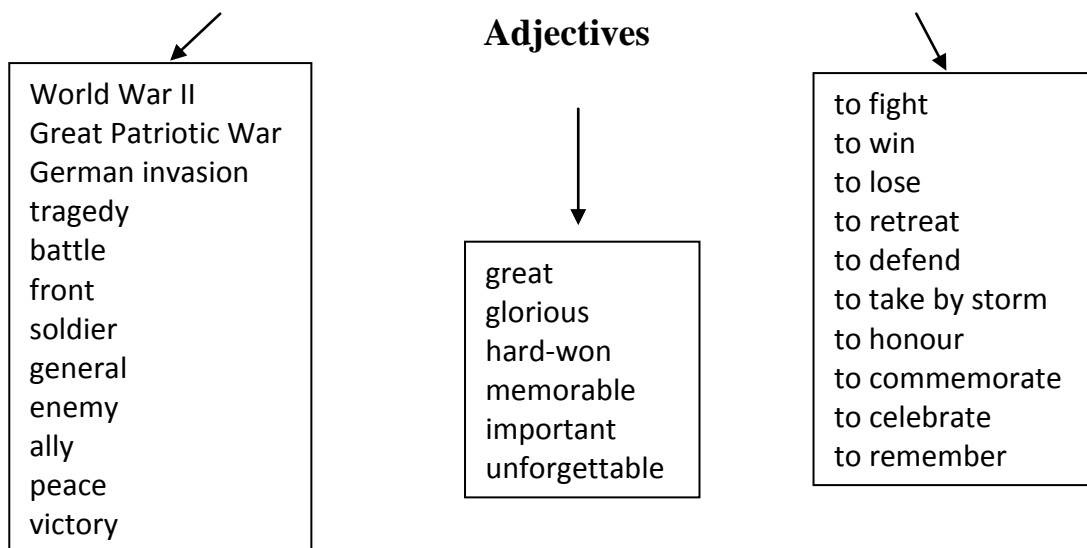 Adjectives
World War II
Great Patriotic War
German invasion
tragedy
battle
front
soldier
general
enemy
ally
peace
victory
great
glorious
hard-won
memorable
important
unforgettable
to fight
to win
to lose
to retreat
to defend
to take by storm
to honour
to commemorate
to celebrate
to remember